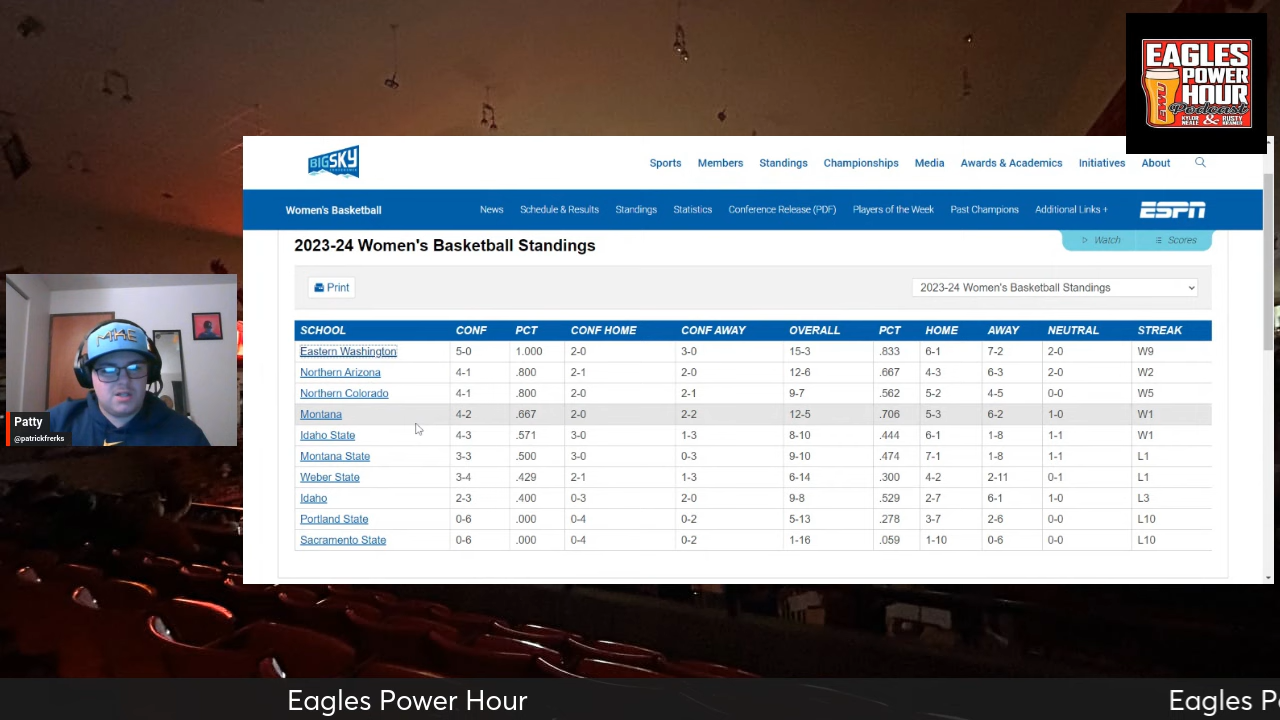 EAGLES
POWER
HOUR
Podcast
KYLOR
NEALE & RUSTY
KRAMER
BIGSKY
Sports Members Standings Championships Media Awards & Academics Initiatives About
Women's Basketball News Schedule & Results Standings Statistics Conference Release (PDF) Players of the Week Past Champions Additional Links + ESPN
2023-24 Women's Basketball Standings
Watch Scores
Print 2023-24 Women's Basketball Standings
SCHOOL CONF PCT CONF HOME CONF AWAY OVERALL PCT HOME AWAY NEUTRAL STREAK
Eastern Washington 5-0 1.000 2-0 3-0 15-3 .833 6-1 7-2 2-0 W9
Northern Arizona 4-1 .800 2-1 2-0 12-6 .667 4-3 6-3 2-0 W2
Northern Colorado 4-1 .800 2-0 2-1 9-7 .562 5-2 4-5 0-0 W5
Montana 4-2 .667 2-0 2-2 12-5 .706 5-3 6-2 1-0 W1
Idaho State 4-3 .571 3-0 1-3 8-10 .444 6-1 1-8 1-1 W1
Montana State 3-3 .500 3-0 0-3 9-10 .474 7-1 1-8 1-1 L1
Weber State 3-4 .429 2-1 1-3 6-14 .300 4-2 2-11 0-1 L1
Idaho 2-3 .400 0-3 2-0 9-8 .529 2-7 6-1 1-0 L3
Portland State 0-6 .000 0-4 0-2 5-13 .278 3-7 2-6 0-0 L10
Sacramento State 0-6 .000 0-4 0-2 1-16 .059 1-10 0-6 0-0 L10
MKE
Patty
@patrickfrerks
Eagles Power Hour Eagles P